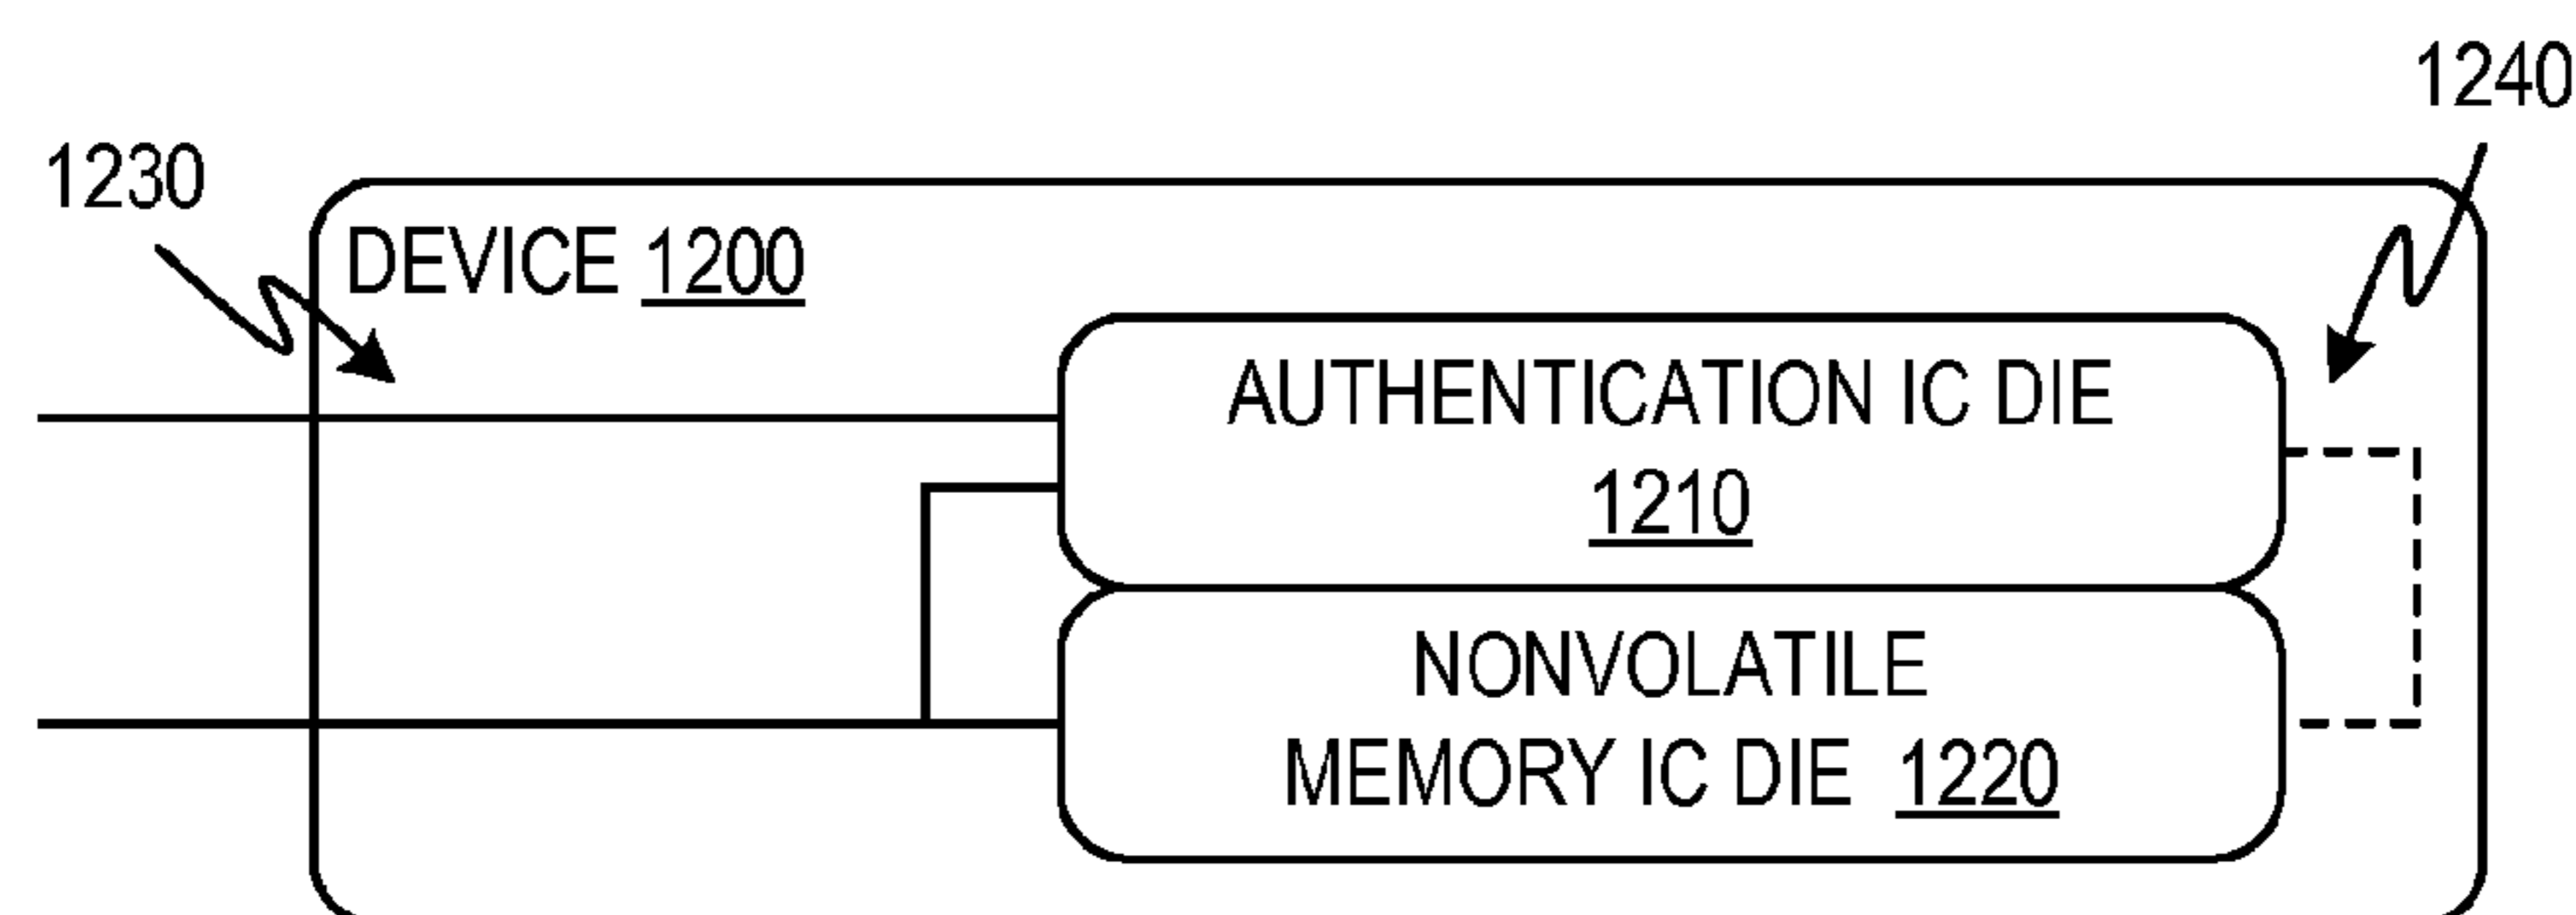 1240
1230
DEVICE 1200
AUTHENTICATION IC DIE
1210
NONVOLATILE
MEMORY IC DIE 1220